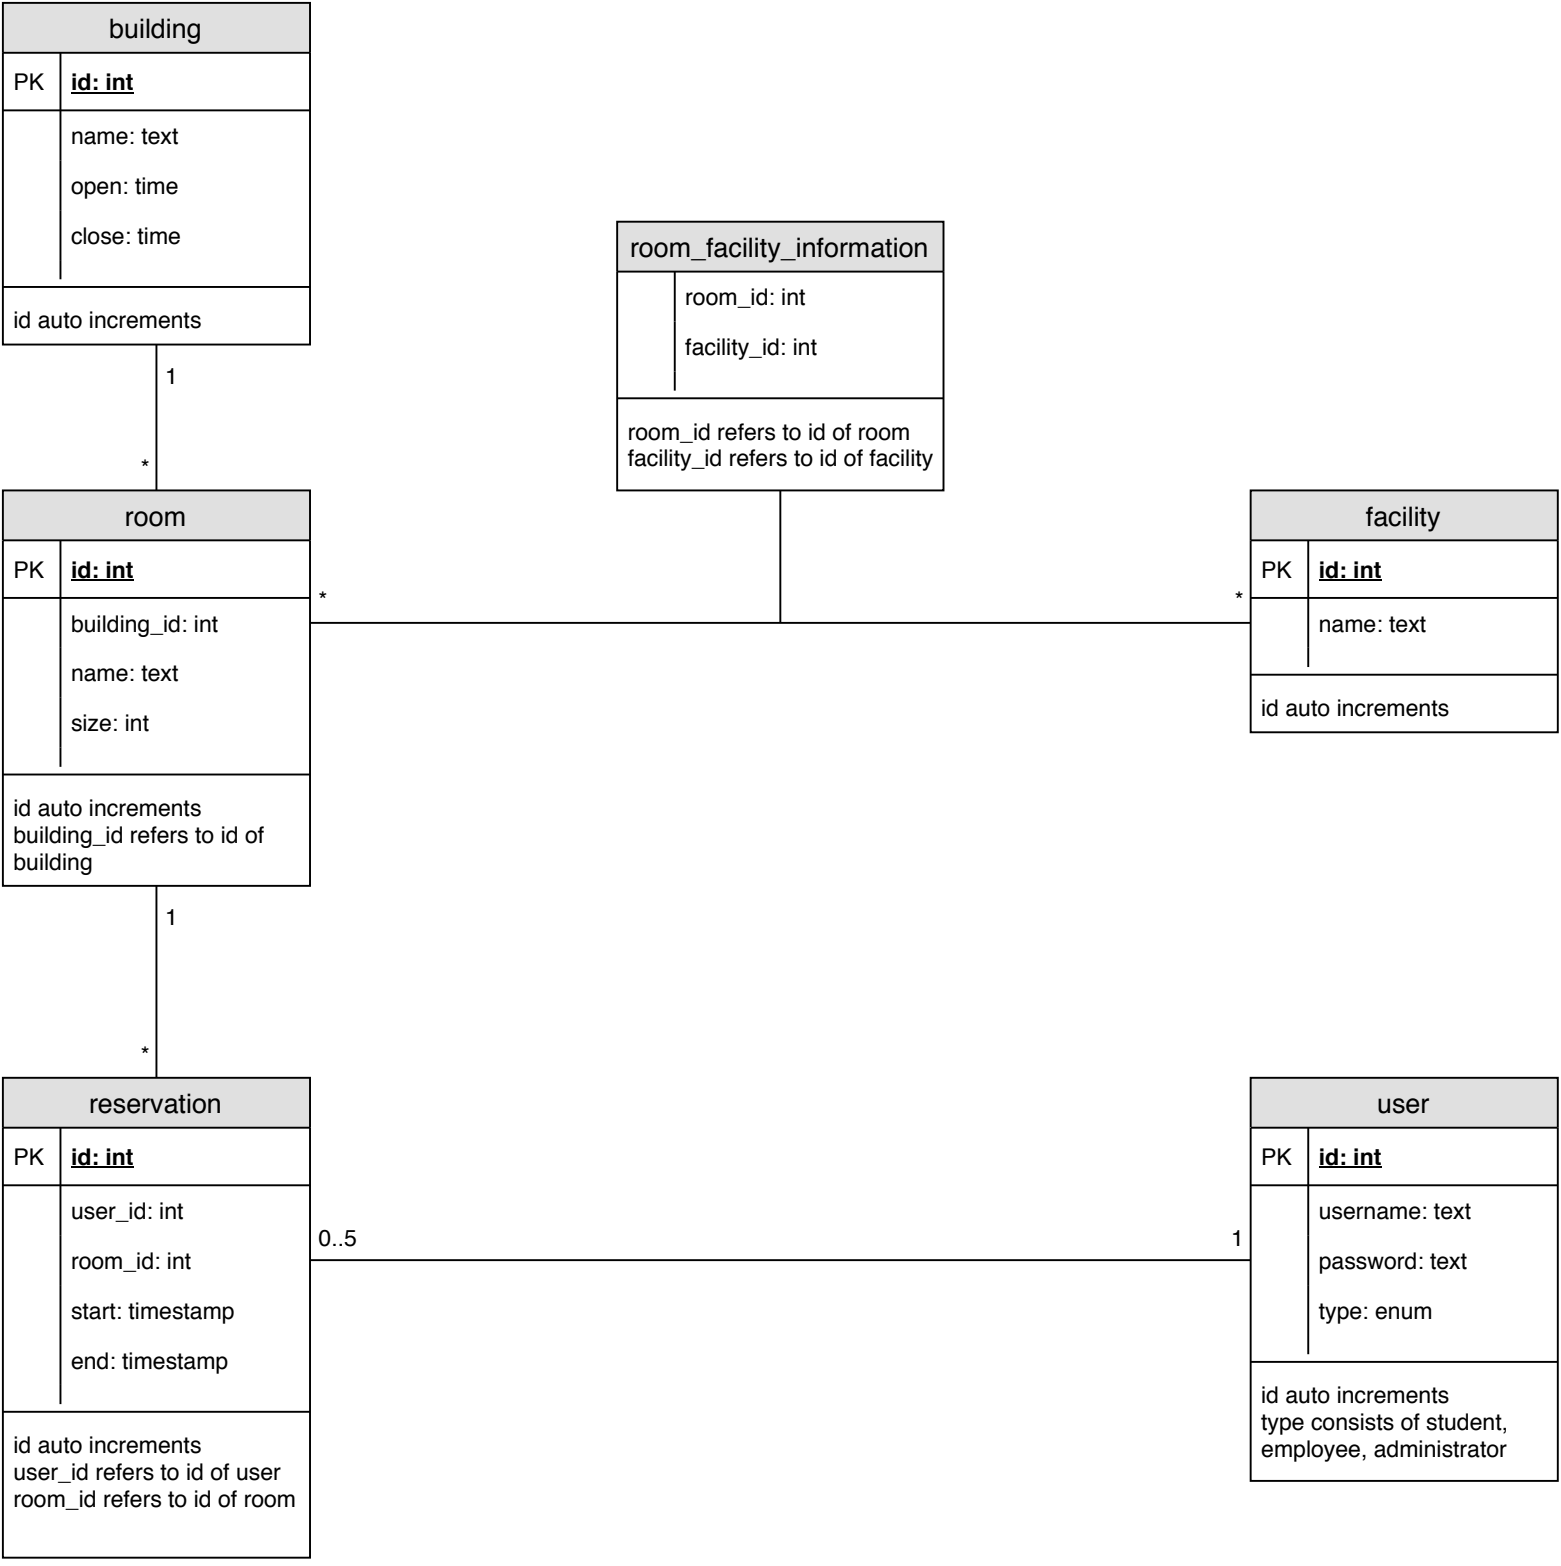 building
PK id: int
name: text
open: time
close: time
id auto increments
1
*
room_facility_information
room_id: int
facility_id: int
room_id refers to id of room
facility_id refers to id of facility
room
PK id: int
building_id: int
name: text
size: int
id auto increments
building_id refers to id of
building
*
*
facility
PK id: int
name: text
id auto increments
1
*
reservation
PK id: int
user_id: int
room_id: int
start: timestamp
end: timestamp
id auto increments
user_id refers to id of user
room_id refers to id of room
0..5
1
user
PK id: int
username: text
password: text
type: enum
id auto increments
type consists of student,
employee, administrator